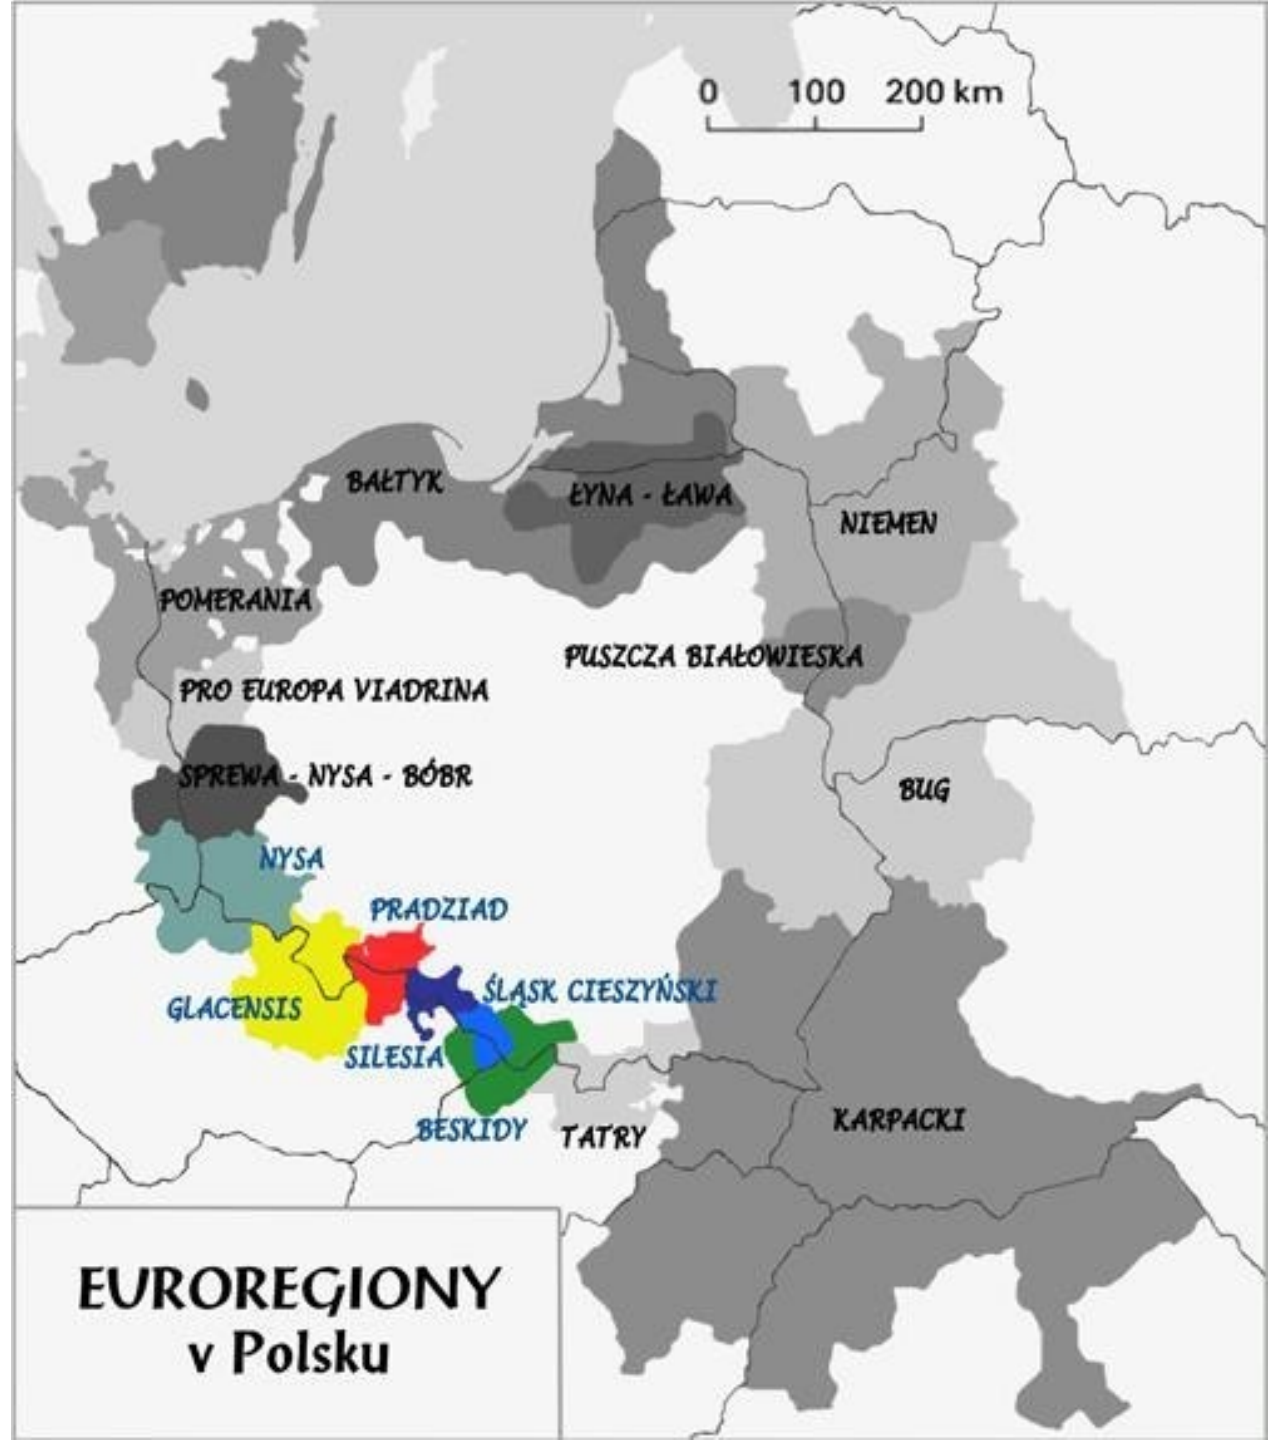 0 100 200 km
BAŁTYK
ŁYNA - ŁAWA
NIEMEN
POMERANIA
PUSZCZA BIAŁOWIESKA
PRO EUROPA VIADRINA
SPREWA - NYSA - BÓBR
BUG
NYSA
PRADZIAD
ŚLĄSK CIESZYŃSKI
GLACENSIS
SILESIA
KARPACKI
BESKIDY
TATRY
EUROREGIONY
v Polsku